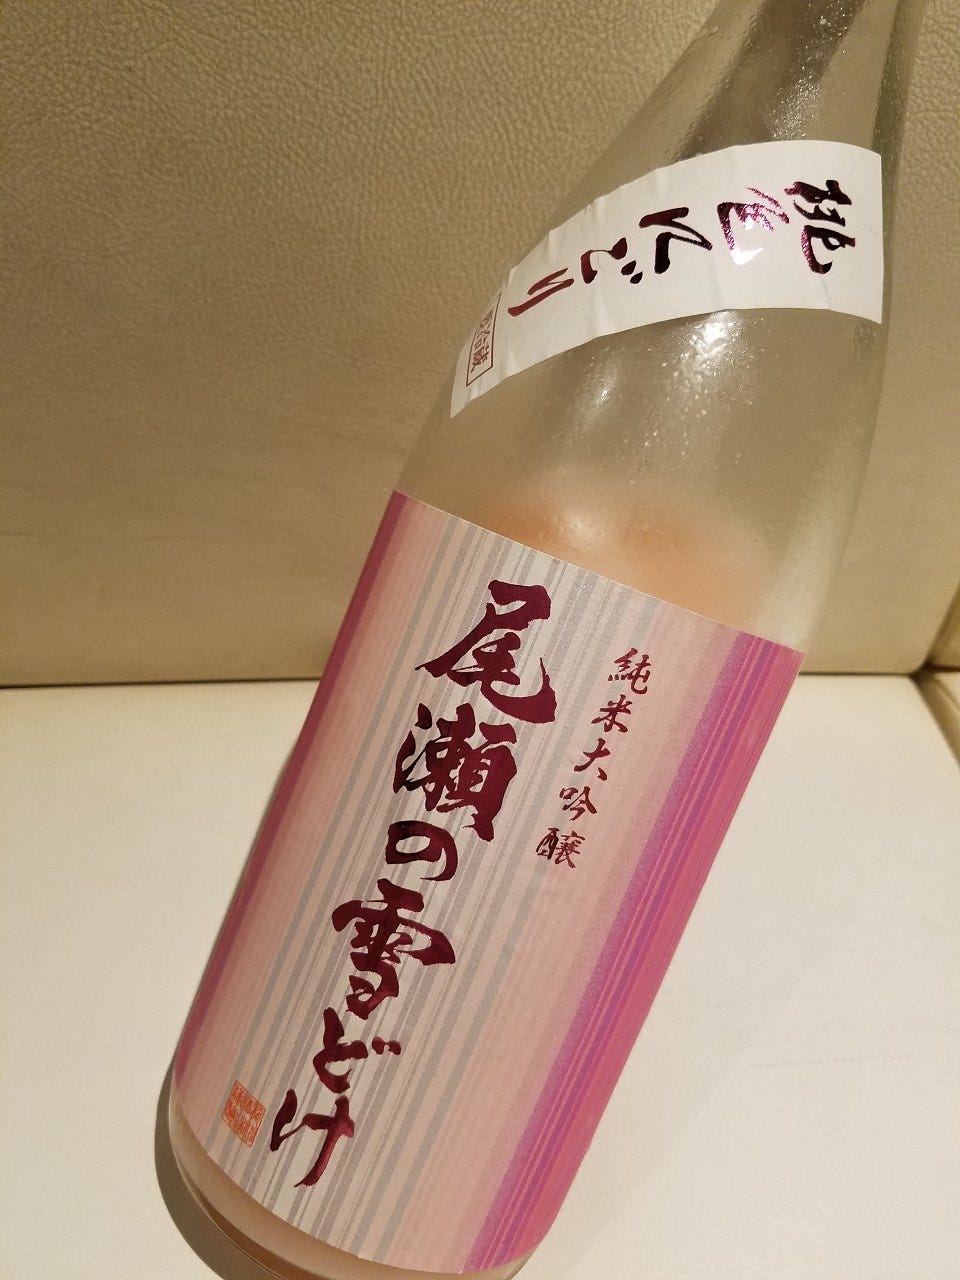 桃色にごり
純米大吟醸
尾瀬の雪どけ